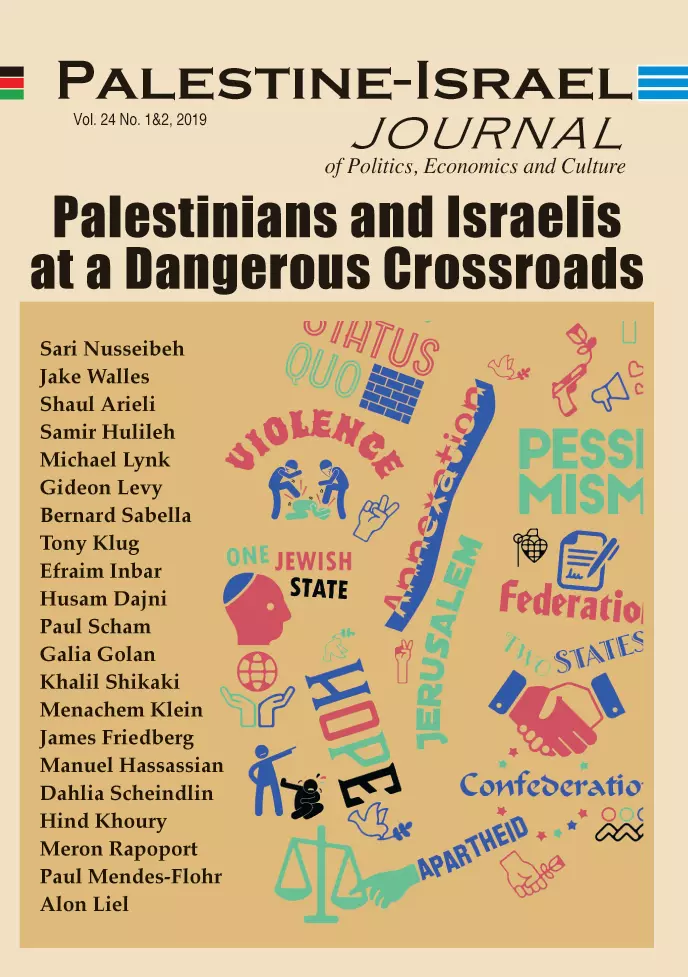 PALESTINE-ISRAEL
Vol. 24 No. 1&2, 2019
JOURNAL
of Politics, Economics and Culture
Palestinians and Israelis
at a Dangerous Crossroads
Sari Nusseibeh
Jake Walles
Shaul Arieli
Samir Hulileh
Michael Lynk
Gideon Levy
Bernard Sabella
Tony Klug
Efraim Inbar
Husam Dajni
Paul Scham
Galia Golan
Khalil Shikaki
Menachem Klein
James Friedberg
Manuel Hassassian
Dahlia Scheindlin
Hind Khoury
Meron Rapoport
Paul Mendes-Flohr
Alon Liel
STATUS
QUO
VIOLENCE
Annexation
PESSI
MISM
ONE JEWISH
STATE
JERUSALEM
Federatio
TWO STATES
HOPE
Confederatio
APARTHEID